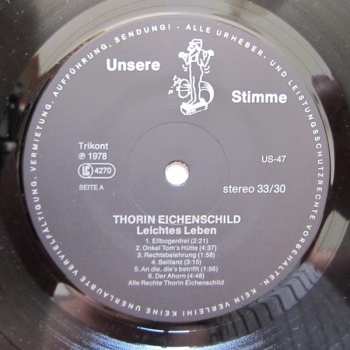 Unsere
Stimme
Trikont
℗ 1978
LC 4270
SEITE A
US-47
stereo 33/30
THORIN EICHENSCHILD
Leichtes Leben
1. Ellbogenfrei (2:21)
2. Onkel Tom's Hütte (4:37)
3. Rechtsbelehrung (1:58)
4. Seiltanz (3:15)
5. An die, die's betrifft (1:56)
6. Der Ahorn (4:48)
Alle Rechte Thorin Eichenschild
ALLE URHEBER- UND LEISTUNGSSCHUTZRECHTE VORBEHALTEN - KEIN VERLEIH! KEINE UNERLAUBTE VERVIELFÄLTIGUNG, VERMIETUNG, AUFFÜHRUNG, SENDUNG! -